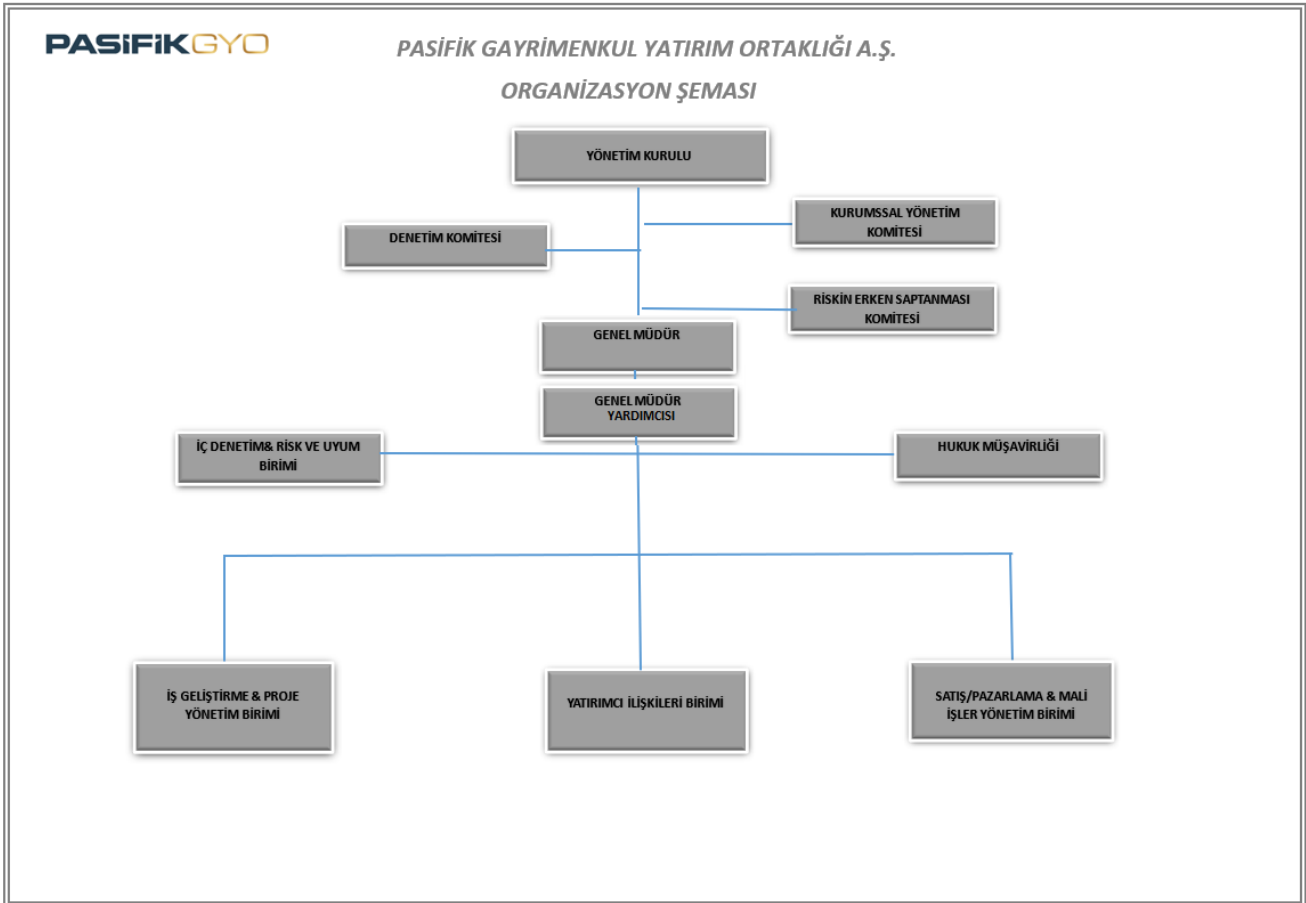 PASiFiKGYO
PASİFİK GAYRİMENKUL YATIRIM ORTAKLIĞI A.Ş.
ORGANİZASYON ŞEMASI
YÖNETİM KURULU
KURUMSSAL YÖNETİM
KOMİTESİ
DENETİM KOMİTESİ
RİSKİN ERKEN SAPTANMASI
KOMİTESİ
GENEL MÜDÜR
GENEL MÜDÜR
YARDIMCISI
İÇ DENETİM& RİSK VE UYUM
BİRİMİ
HUKUK MÜŞAVİRLİĞİ
İŞ GELİŞTİRME & PROJE
YÖNETİM BİRİMİ
YATIRIMCI İLİŞKİLERİ BİRİMİ
SATIŞ/PAZARLAMA & MALİ
İŞLER YÖNETİM BİRİMİ